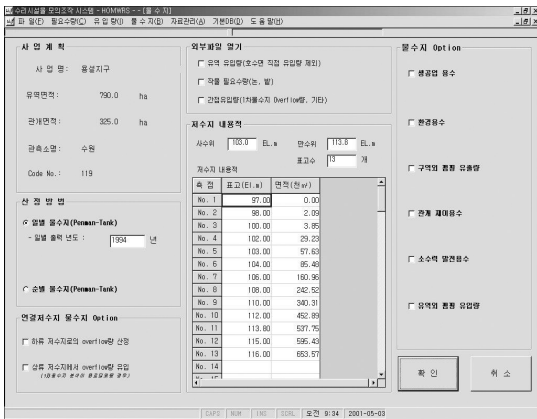 수리시설물 모의조작 시스템 - HOMWRS - - [물 수 지]
파 일(F) 필요수량(C) 유 입 량(I) 물 수 지(B) 자료관리(A) 기본DB(D) 도 움 말(H)
사 업 계 획
사 업 명: 용설지구
유역면적: 790.0 ha
관개면적: 325.0 ha
관측소명: 수원
Code No.: 119
산 정 방 법
일별 물수지(Penman-Tank)
- 일별 출력 년도 : 1994 년
순별 물수지(Penman-Tank)
연결저수지 물수지 Option
하류 저수지로의 overflow량 산정
상류 저수지에서 overflow량 유입
외부파일 열기
유역 유입량(호수면 직접 유입량 제외)
작물 필요수량(논, 밭)
간접유입량(1차물수지 Overflow량, 기타)
저수지 내용적
사수위 103.0 EL.m 만수위 113.8 EL.m
표고수 13 개
저수지 내용적
측 점 표고(El.m) 면적(천㎡)
No. 1 97.00 0.00
No. 2 98.00 2.09
No. 3 100.00 3.85
No. 4 102.00 29.23
No. 5 103.00 57.63
No. 6 104.00 85.48
No. 7 106.00 160.96
No. 8 108.00 242.52
No. 9 110.00 340.31
No. 10 112.00 452.89
No. 11 113.80 537.75
No. 12 115.00 595.43
No. 13 116.00 653.57
No. 14
물수지 Option
생공업 용수
환경용수
구역외 펌핑 유출량
관개 제미용수
소수력 발전용수
유역외 펌핑 유입량
확 인 취 소
CAPS NUM INS SCRL 오전 9:34 2001-05-03